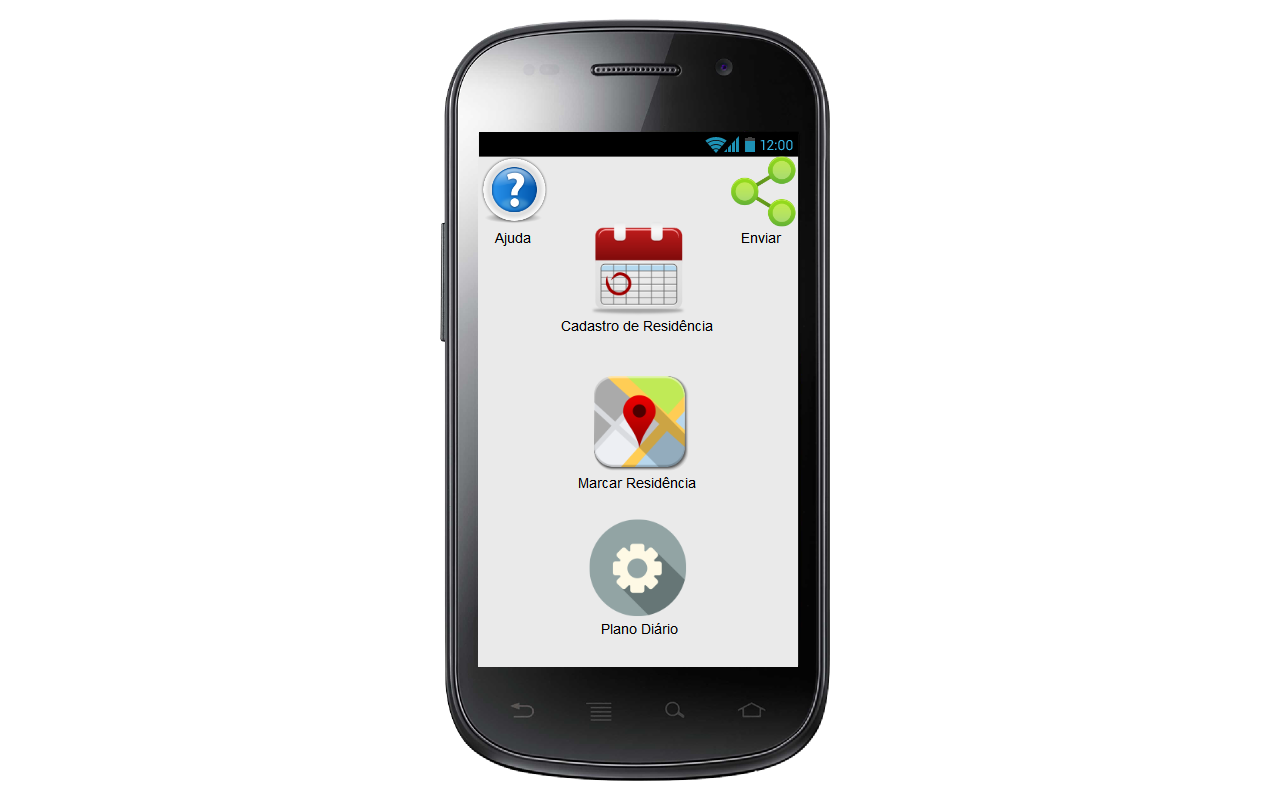 12:00
Ajuda
Enviar
Cadastro de Residência
Marcar Residência
Plano Diário